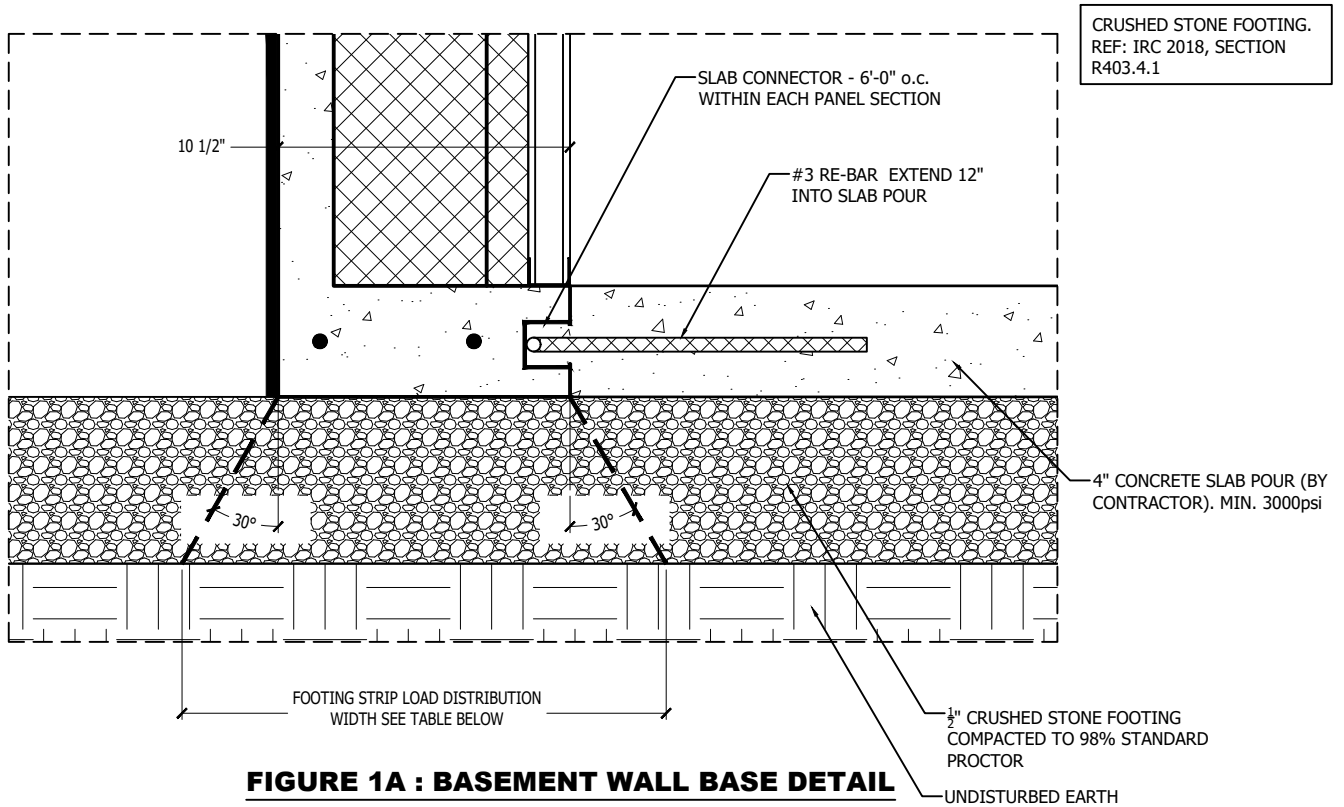 CRUSHED STONE FOOTING.
REF: IRC 2018, SECTION
R403.4.1
SLAB CONNECTOR - 6'-0" o.c.
WITHIN EACH PANEL SECTION
10 1/2"
#3 RE-BAR EXTEND 12"
INTO SLAB POUR
4" CONCRETE SLAB POUR (BY
CONTRACTOR). MIN. 3000psi
30°
30°
FOOTING STRIP LOAD DISTRIBUTION
WIDTH SEE TABLE BELOW
1/2" CRUSHED STONE FOOTING
COMPACTED TO 98% STANDARD
PROCTOR
UNDISTURBED EARTH
FIGURE 1A : BASEMENT WALL BASE DETAIL